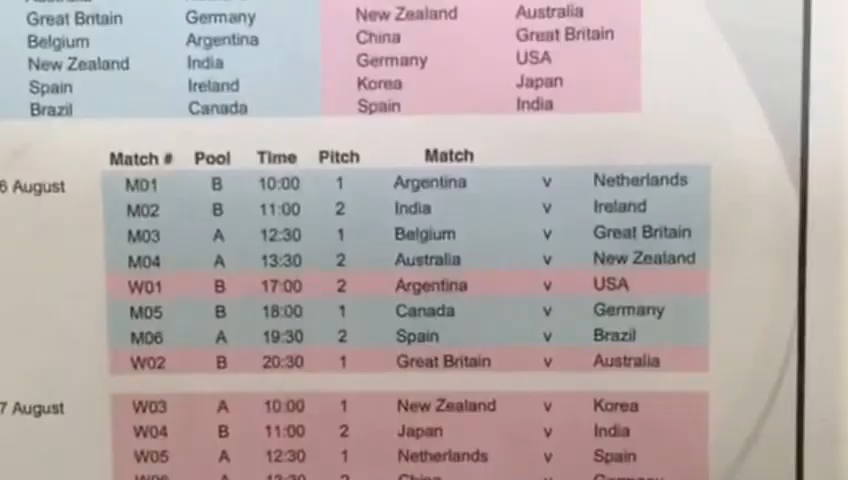 Great Britain Germany New Zealand Australia
Belgium Argentina China Great Britain
New Zealand India Germany USA
Spain Ireland Korea Japan
Brazil Canada Spain India
Match # Pool Time Pitch Match
6 August M01 B 10:00 1 Argentina v Netherlands
M02 B 11:00 2 India v Ireland
M03 A 12:30 1 Belgium v Great Britain
M04 A 13:30 2 Australia v New Zealand
W01 B 17:00 2 Argentina v USA
M05 B 18:00 1 Canada v Germany
M06 A 19:30 2 Spain v Brazil
W02 B 20:30 1 Great Britain v Australia
7 August W03 A 10:00 1 New Zealand v Korea
W04 B 11:00 2 Japan v India
W05 A 12:30 1 Netherlands v Spain